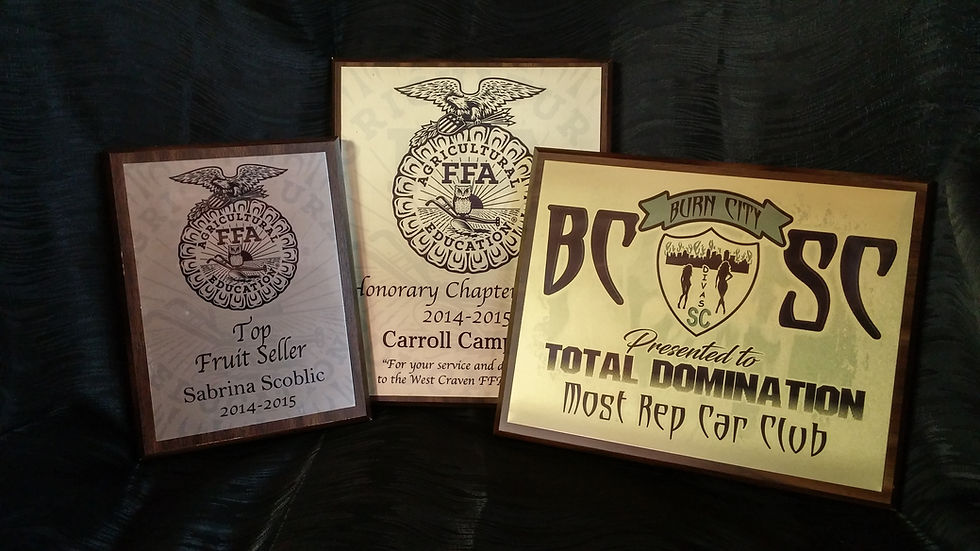 AGRICULTURAL
FFA
EDUCATION
Top
Fruit Seller
Sabrina Scoblic
2014-2015
AGRICULTURAL
FFA
EDUCATION
Honorary Chapter
2014-2015
Carroll Camp
"For your service and d
to the West Craven FFA
BURN CITY
BC SC
DIVAS
SC
Presented to
TOTAL DOMINATION
Most Rep Car Club